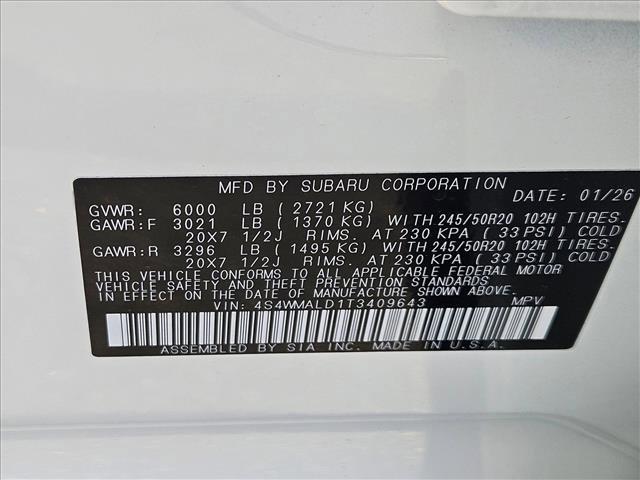 MFD BY SUBARU CORPORATION
DATE: 01/26
GVWR: 6000 LB ( 2721 KG)
GAWR: F 3021 LB ( 1370 KG) WITH 245/50R20 102H TIRES.
20X7 1/2J RIMS. AT 230 KPA ( 33 PSI) COLD
GAWR: R 3296 LB ( 1495 KG) WITH 245/50R20 102H TIRES.
20X7 1/2J RIMS. AT 230 KPA ( 33 PSI) COLD
THIS VEHICLE CONFORMS TO ALL APPLICABLE FEDERAL MOTOR
VEHICLE SAFETY AND THEFT PREVENTION STANDARDS
IN EFFECT ON THE DATE OF MANUFACTURE SHOWN ABOVE.
VIN: 4S4WMALD1T3409643 MPV
ASSEMBLED BY SIA INC. MADE IN U.S.A.